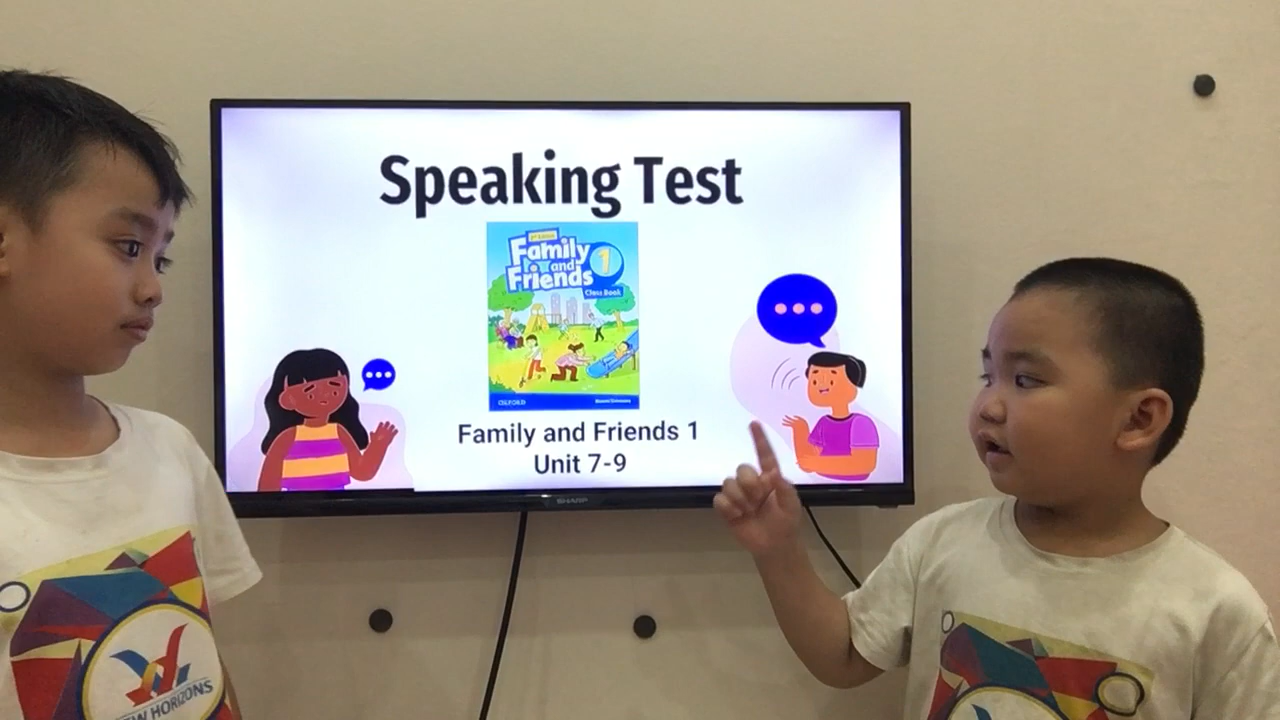 Speaking Test
Family
and
Friends
1
Class Book
OXFORD
Family and Friends 1
Unit 7-9
SHARP
NEW HORIZONS